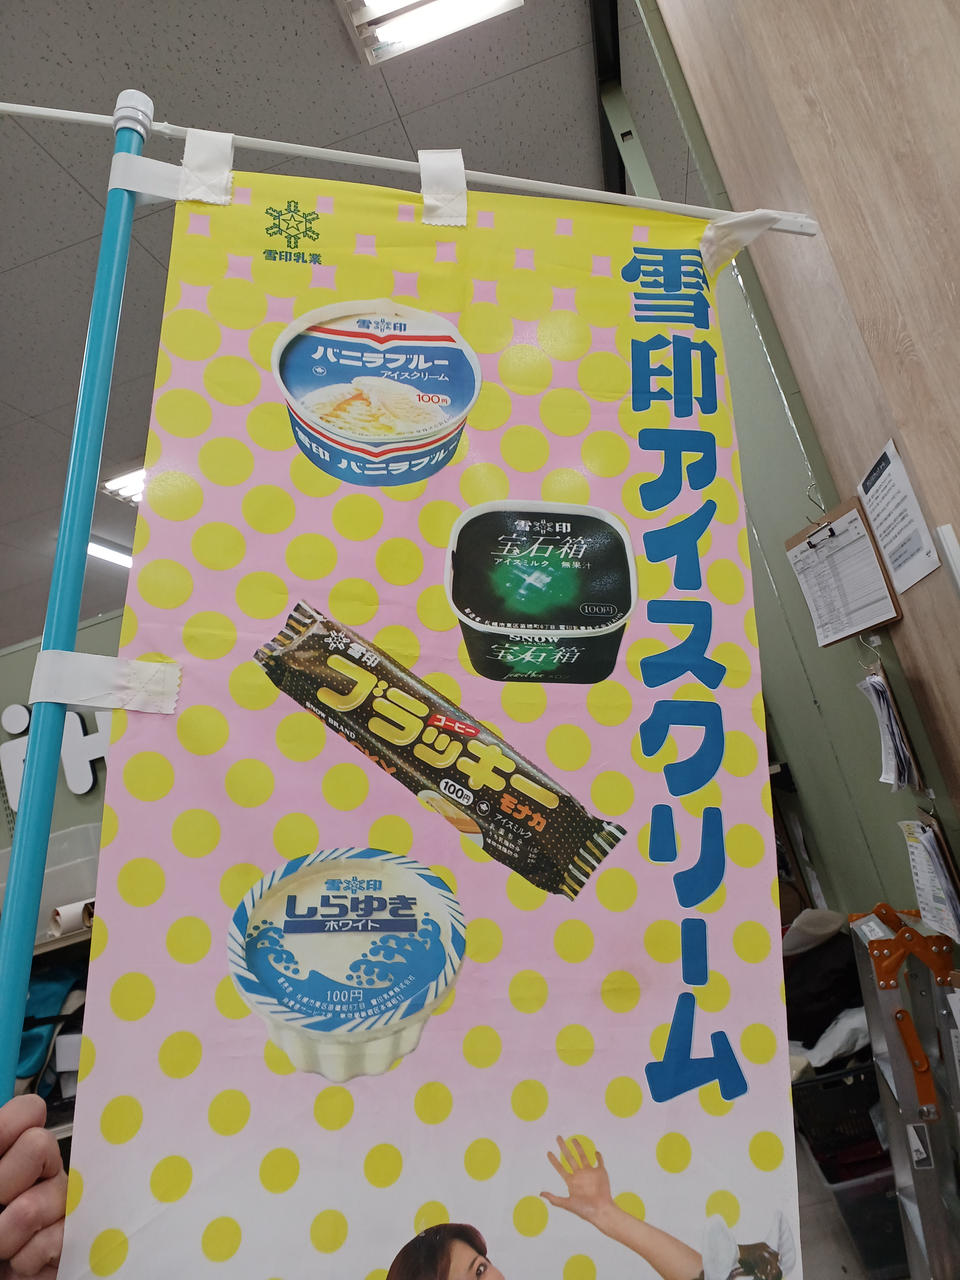 雪印乳業
雪印アイスクリーム
雪印
バニラブルー
アイスクリーム
100円
雪印 バニラブルー
雪印
宝石箱
アイスミルク 無果汁
100円
SNOW
BRAND
宝石箱
雪印
ブラッキー
コーヒー
SNOW BRAND
100円
モナカ
アイスミルク
雪印
しらゆき
ホワイト
100円